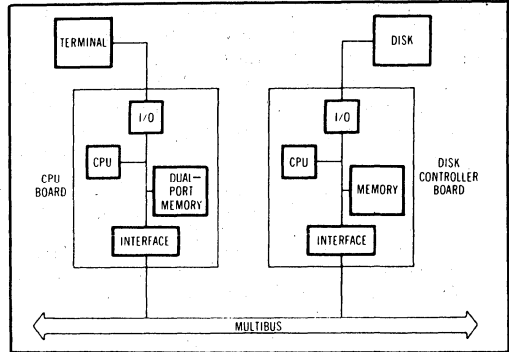 TERMINAL
DISK
I/O
I/O
CPU
CPU
CPU
BOARD
DUAL-
PORT
MEMORY
MEMORY
DISK
CONTROLLER
BOARD
INTERFACE
INTERFACE
MULTIBUS